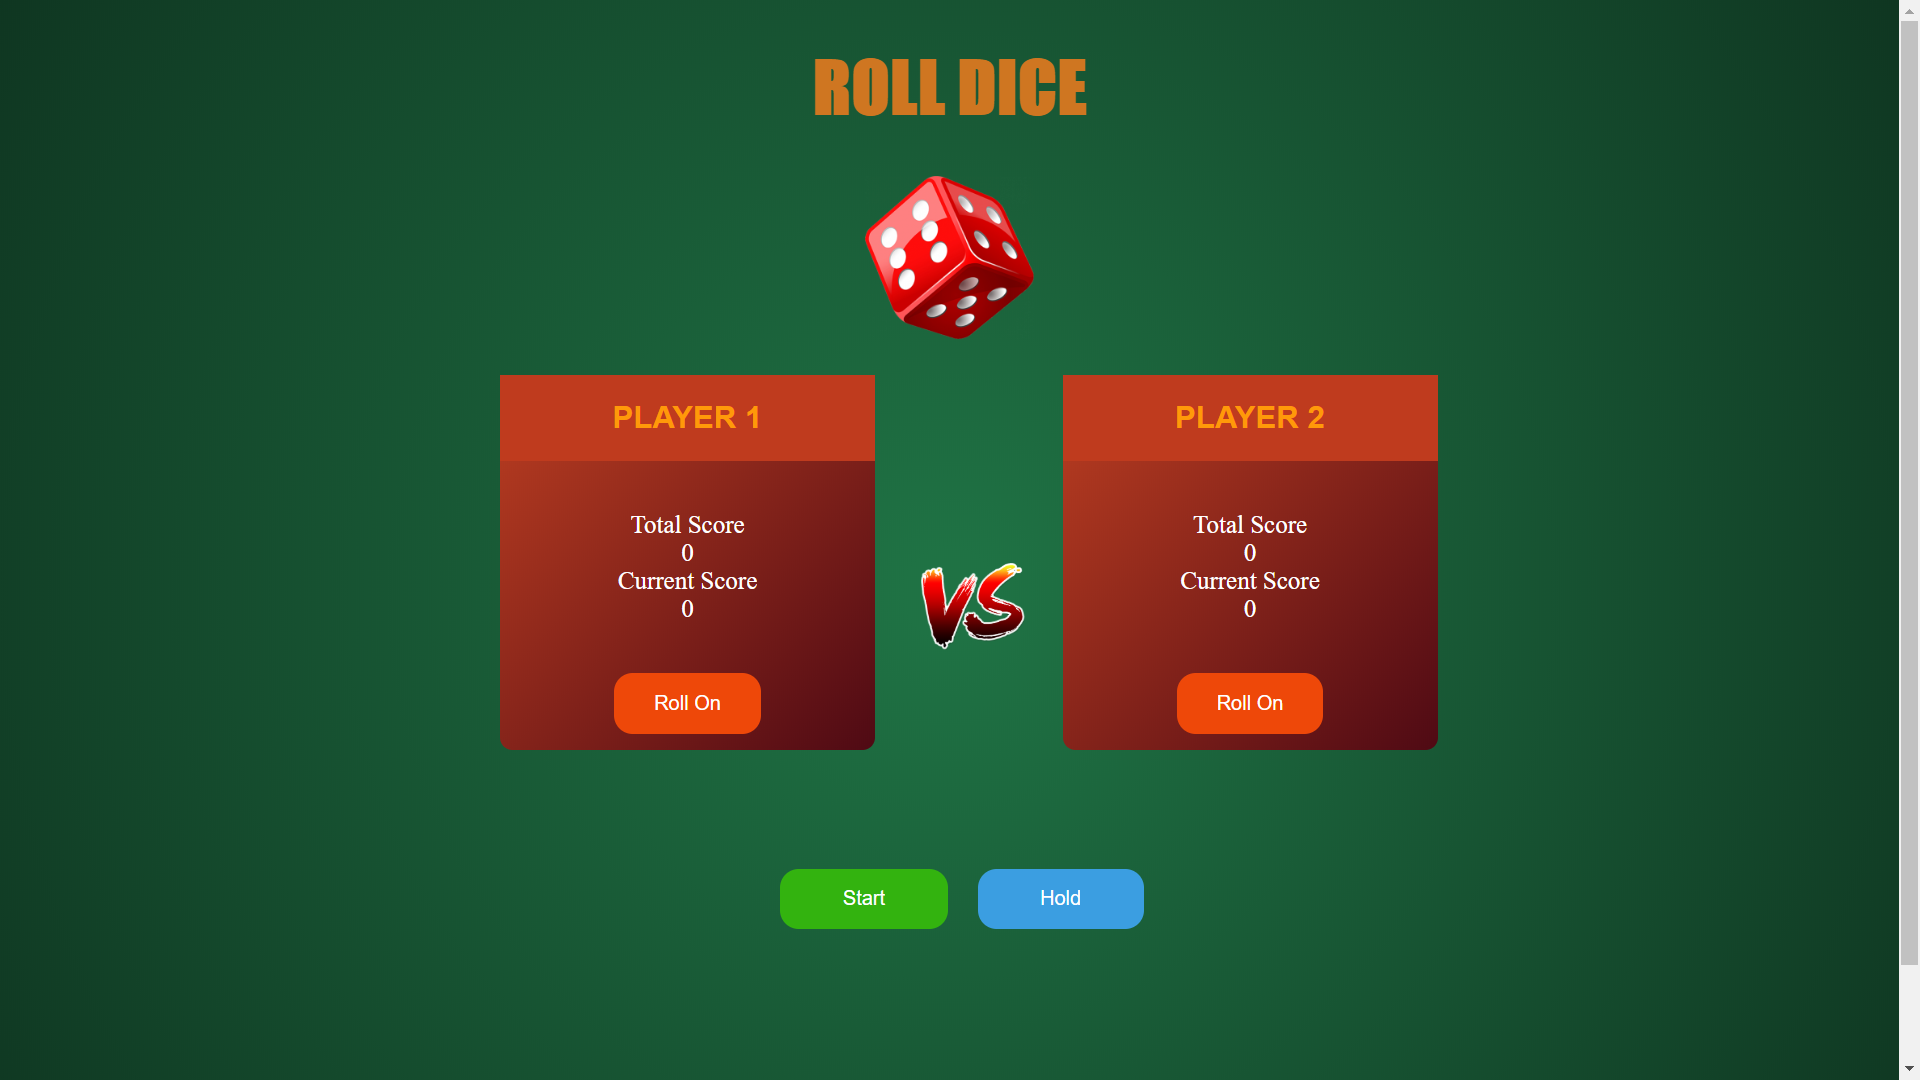 ROLL DICE
PLAYER 1
Total Score
0
Current Score
0
Roll On
VS
PLAYER 2
Total Score
0
Current Score
0
Roll On
Start
Hold